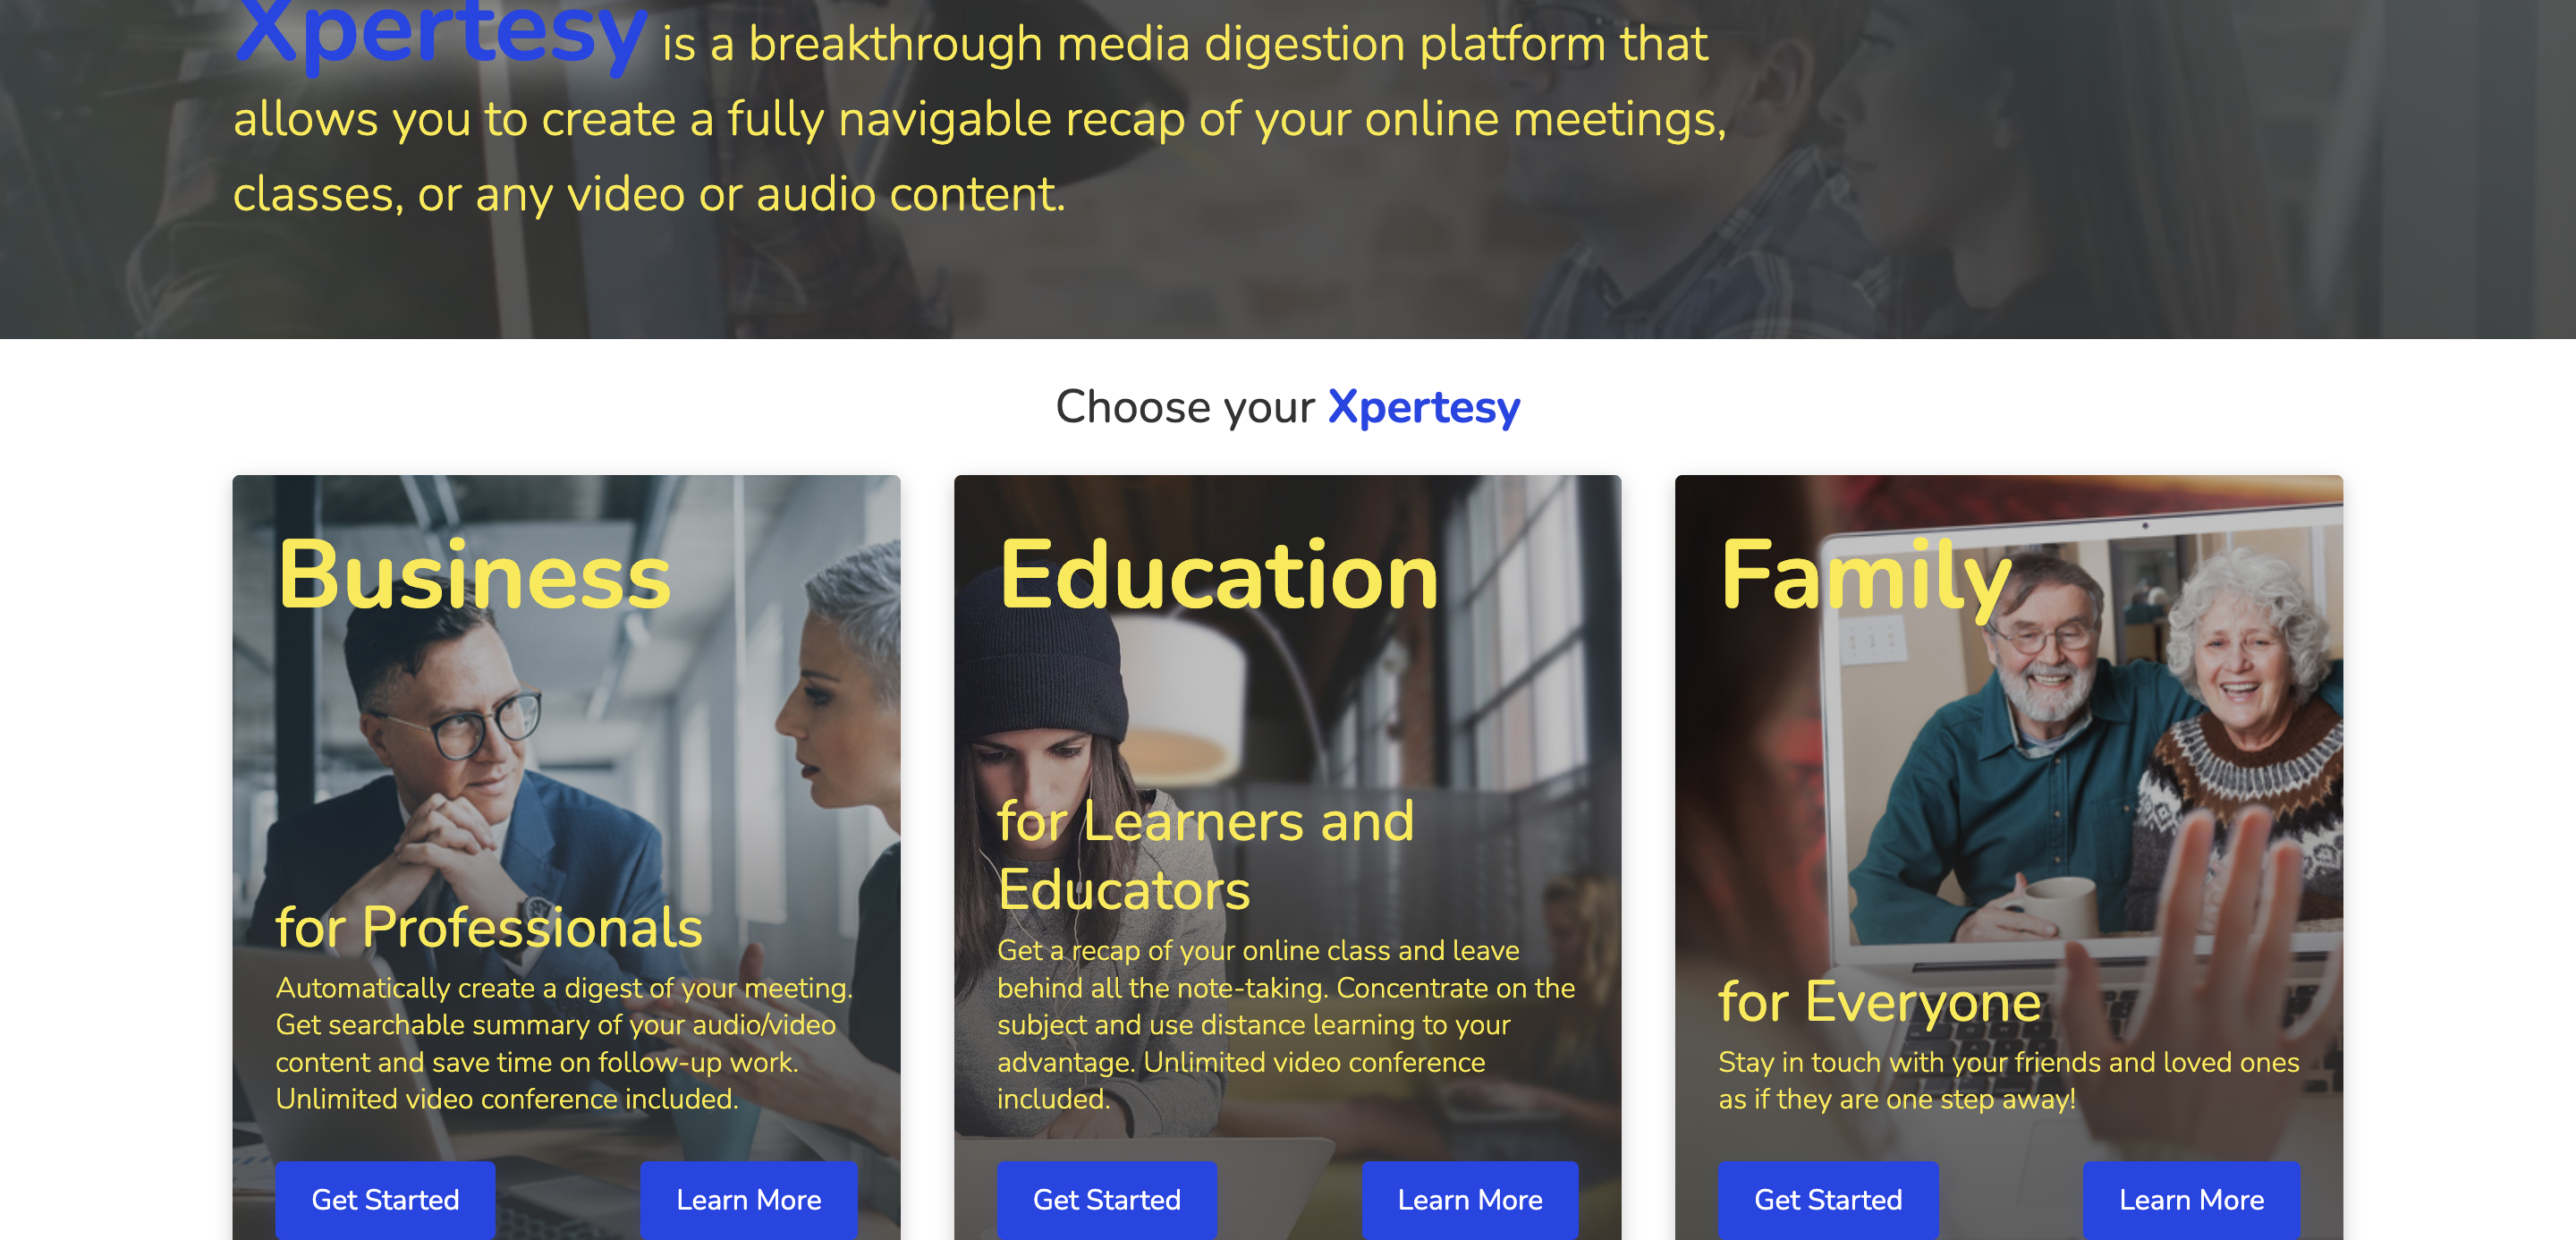 Xpertesy is a breakthrough media digestion platform that
allows you to create a fully navigable recap of your online meetings,
classes, or any video or audio content.
Choose your Xpertesy
Business
for Professionals
Automatically create a digest of your meeting.
Get searchable summary of your audio/video
content and save time on follow-up work.
Unlimited video conference included.
Get Started
Learn More
Education
for Learners and
Educators
Get a recap of your online class and leave
behind all the note-taking. Concentrate on the
subject and use distance learning to your
advantage. Unlimited video conference
included.
Get Started
Learn More
Family
for Everyone
Stay in touch with your friends and loved ones
as if they are one step away!
Get Started
Learn More